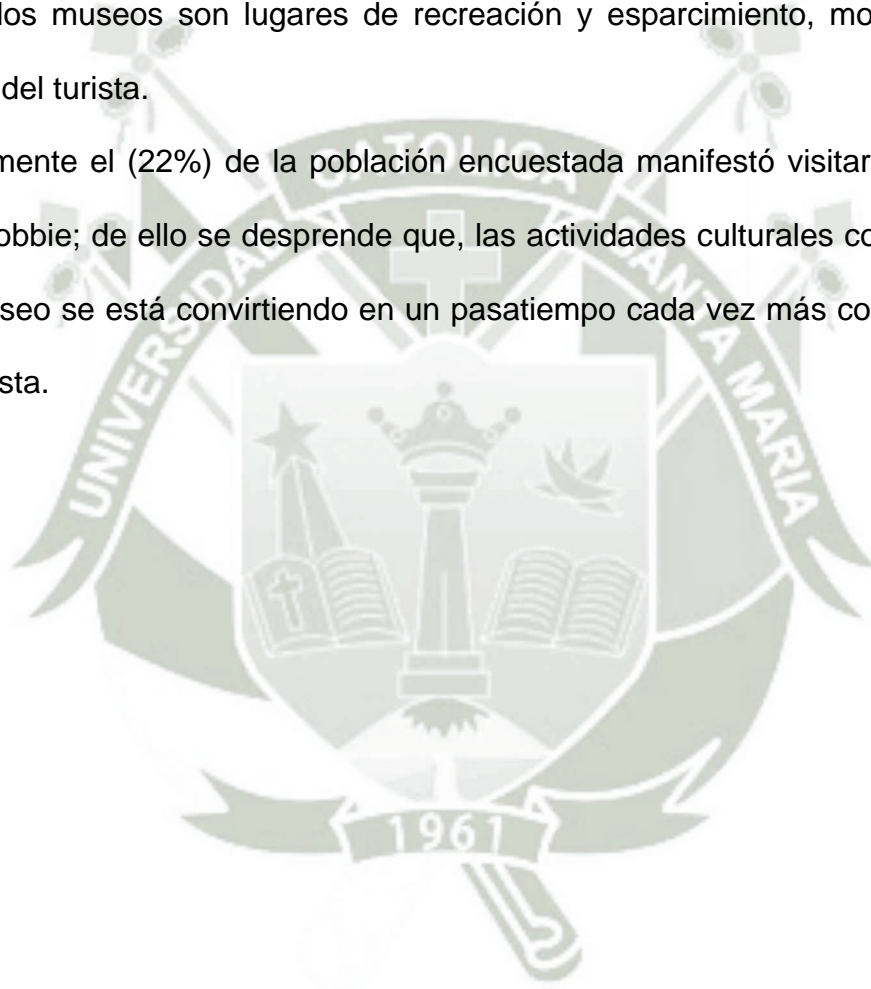 los museos son lugares de recreación y esparcimiento, mo
del turista.
mente el (22%) de la población encuestada manifestó visitar
obbie; de ello se desprende que, las actividades culturales co
seo se está convirtiendo en un pasatiempo cada vez más co
sta.
UNIVERSIDAD CATOLICA SANTA MARIA
1961